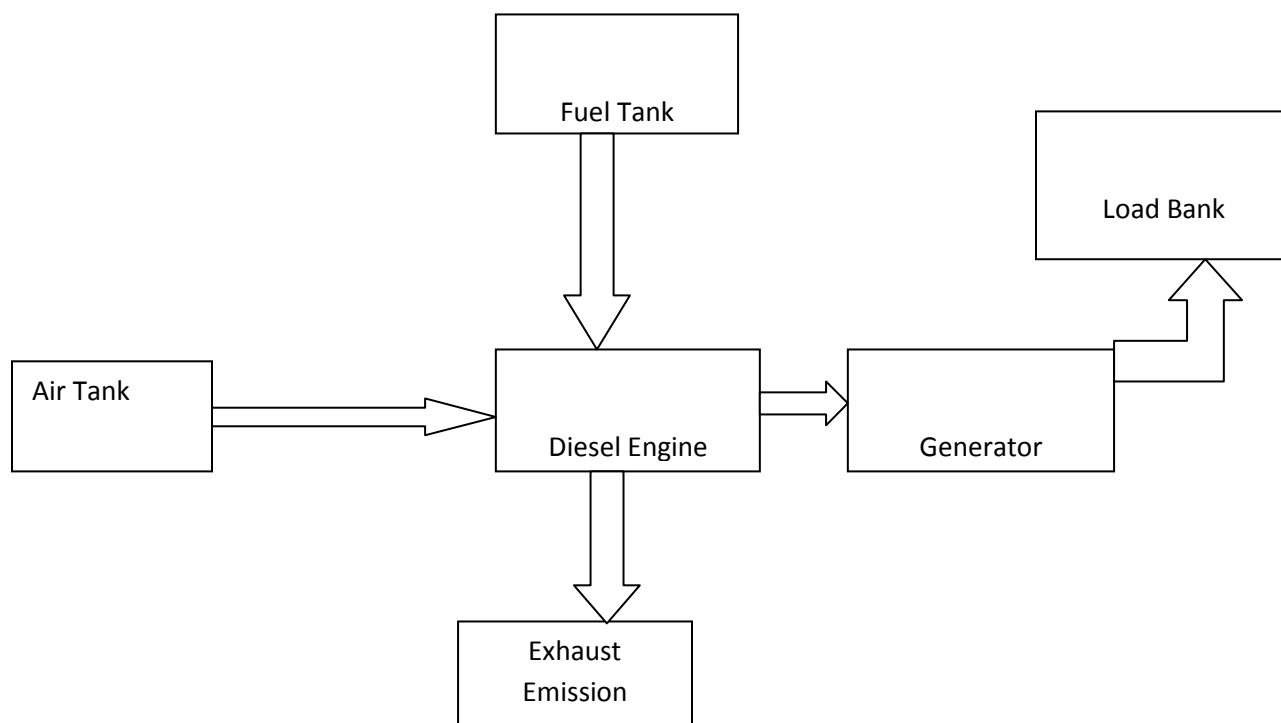 Fuel Tank
Load Bank
Air Tank
Diesel Engine
Generator
Exhaust
Emission